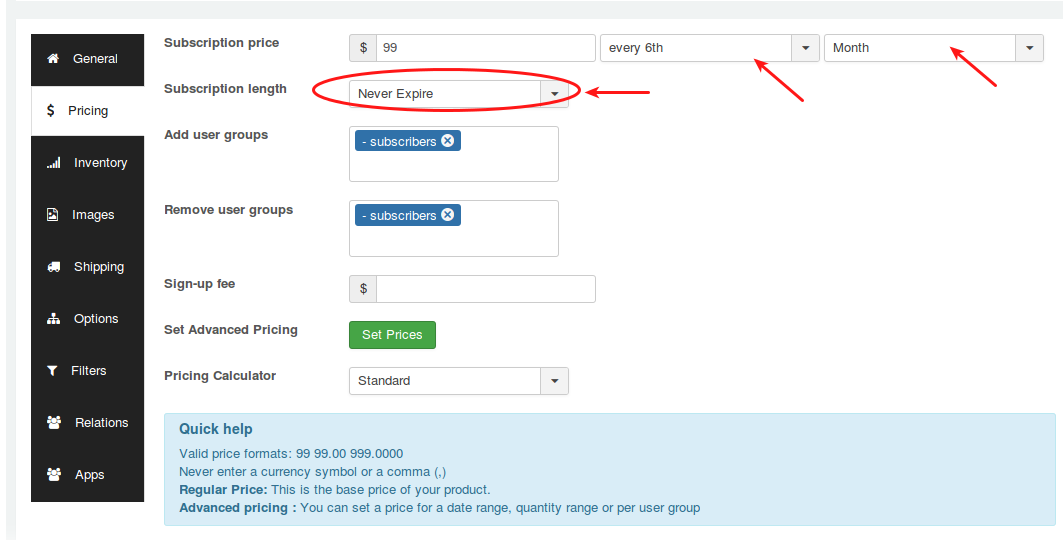 General
Pricing
Inventory
Images
Shipping
Options
Filters
Relations
Apps
Subscription price $ 99 every 6th Month
Subscription length Never Expire
Add user groups - subscribers
Remove user groups - subscribers
Sign-up fee $
Set Advanced Pricing Set Prices
Pricing Calculator Standard
Quick help
Valid price formats: 99 99.00 999.0000
Never enter a currency symbol or a comma (,)
Regular Price: This is the base price of your product.
Advanced pricing : You can set a price for a date range, quantity range or per user group